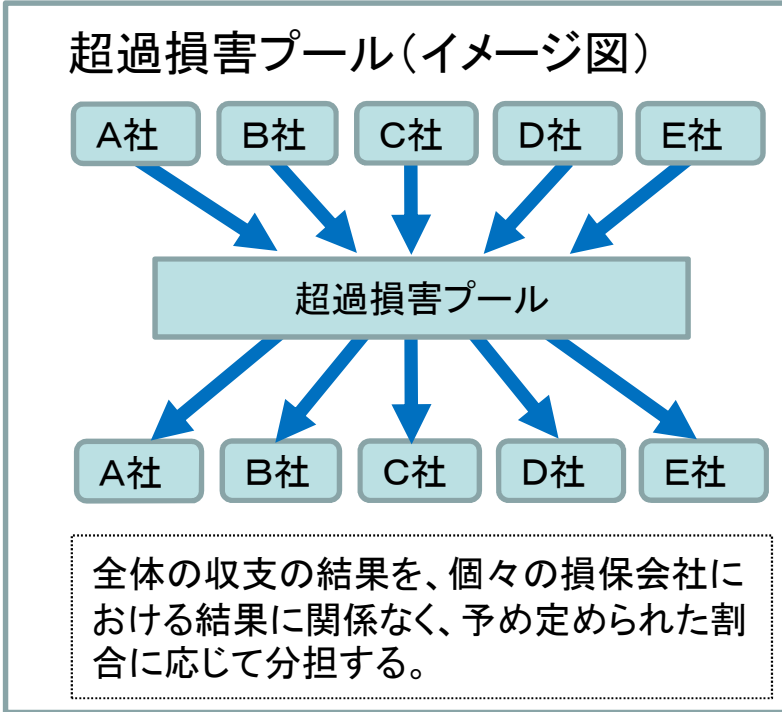 超過損害プール（イメージ図）
A社 B社 C社 D社 E社
超過損害プール
A社 B社 C社 D社 E社
全体の収支の結果を、個々の損保会社に
おける結果に関係なく、予め定められた割
合に応じて分担する。